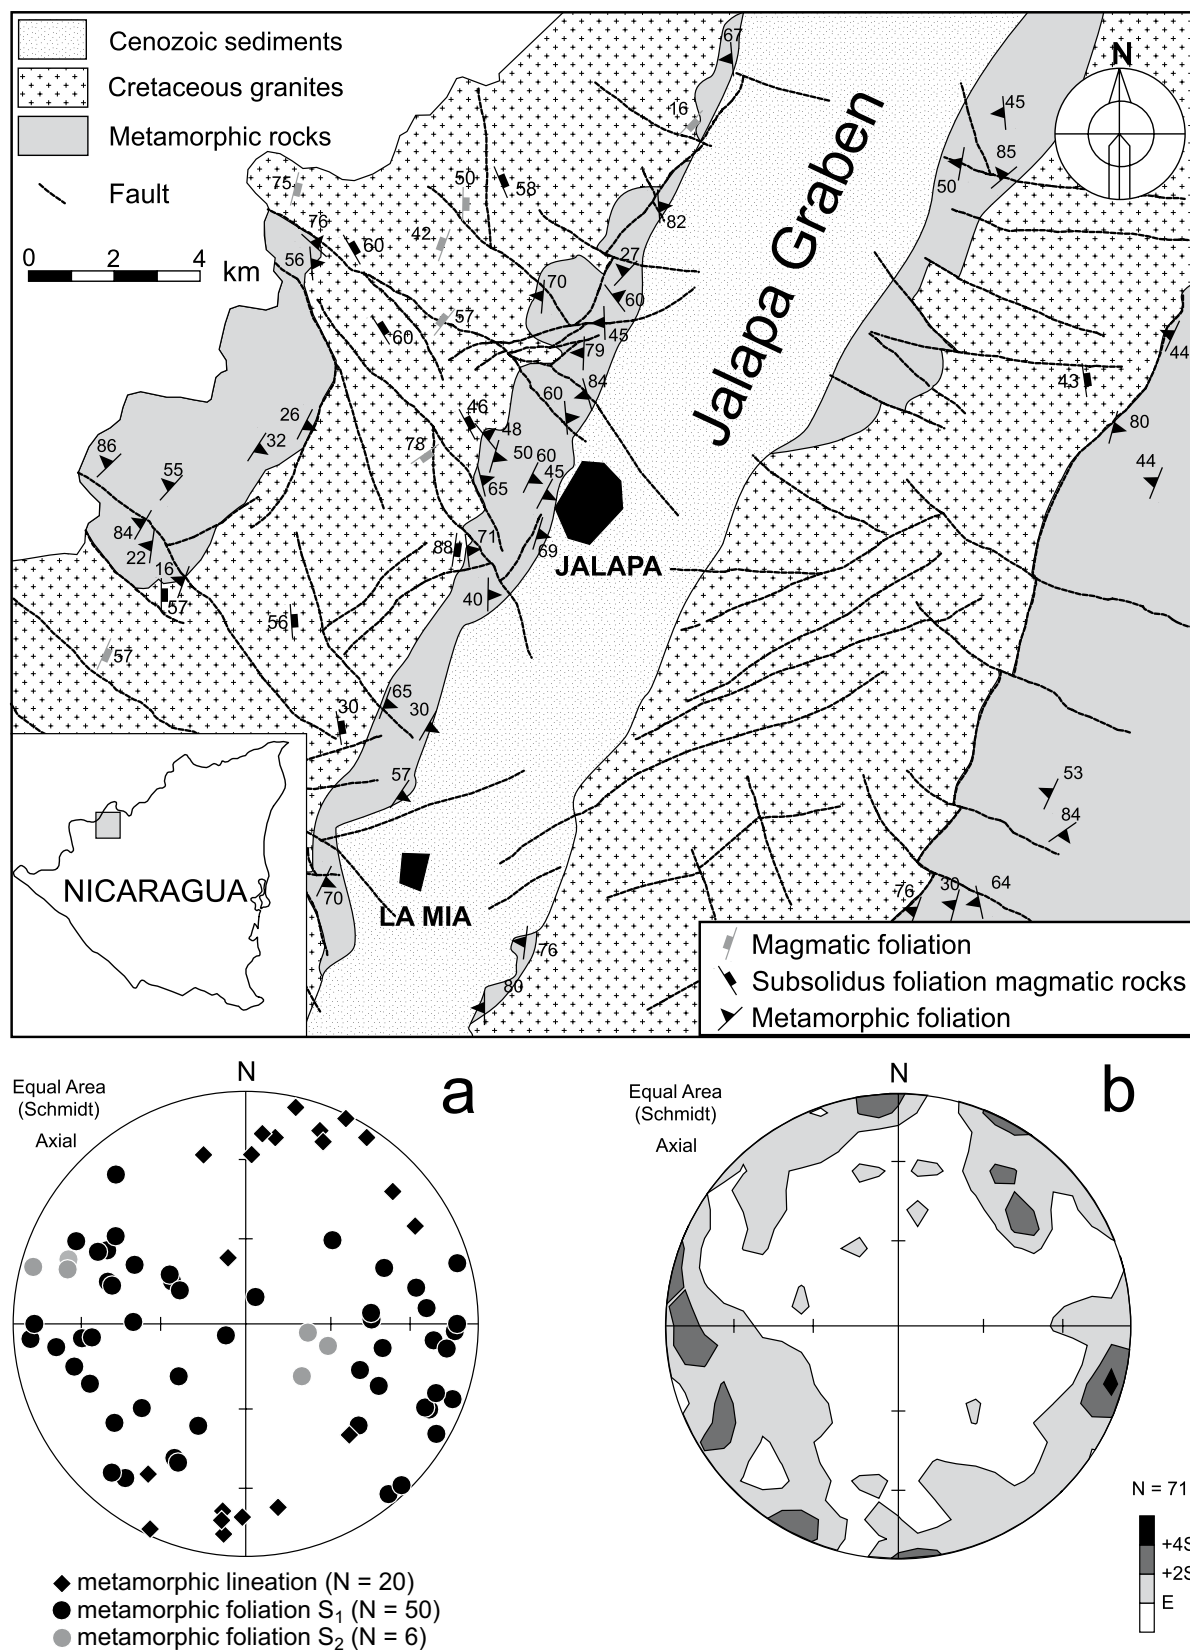 Cenozoic sediments
Cretaceous granites
Metamorphic rocks
Fault
0 2 4 km
N
Jalapa Graben
JALAPA
LA MIA
NICARAGUA
67
16
45
85
50
75
50
58
82
76
60
42
56
27
70
60
57
60
45
79
44
43
84
60
46
48
26
32
78
50
60
80
86
55
45
65
44
84
22
88
71
69
16
57
40
56
57
65
30
30
57
53
84
70
76
30
64
76
80
Magmatic foliation
Subsolidus foliation magmatic rocks
Metamorphic foliation
Equal Area
(Schmidt)
Axial
N
a
metamorphic lineation (N = 20)
metamorphic foliation S₁ (N = 50)
metamorphic foliation S₂ (N = 6)
Equal Area
(Schmidt)
Axial
N
b
N = 71
+4S
+2S
E